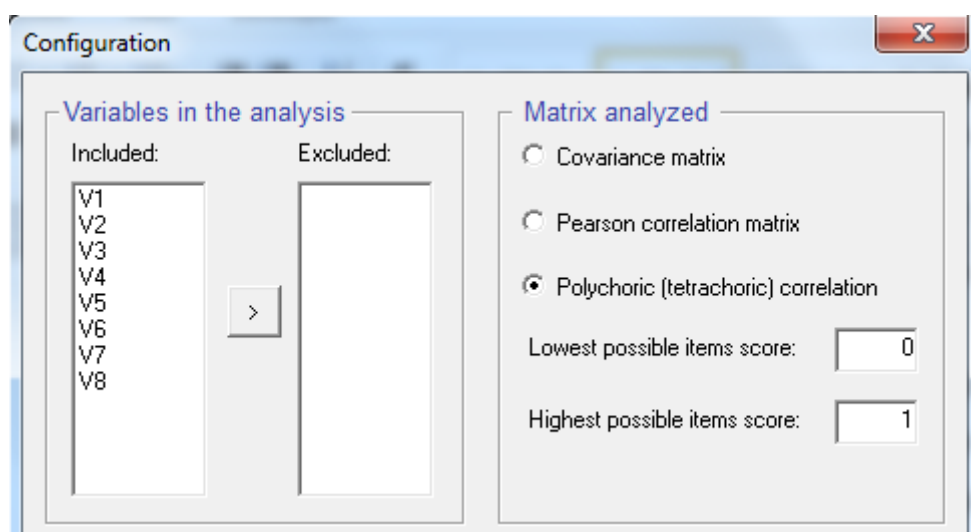 Configuration
x
Variables in the analysis
Included:
Excluded:
V1
V2
V3
V4
V5
V6
V7
V8
>
Matrix analyzed
Covariance matrix
Pearson correlation matrix
Polychoric (tetrachoric) correlation
Lowest possible items score: 0
Highest possible items score: 1